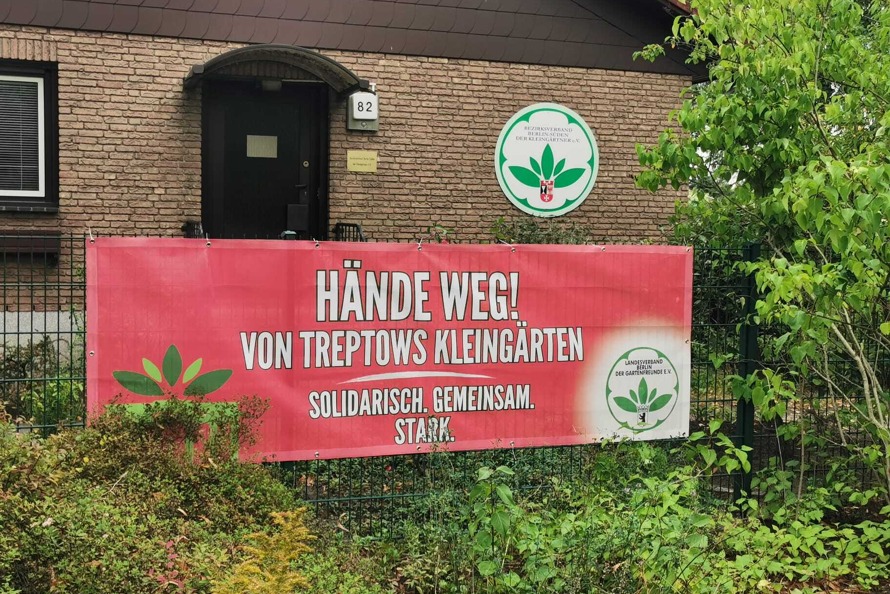 82
BEZIRKSVERBAND
BERLIN-SÜDEN
DER KLEINGÄRTNER e.V.
HÄNDE WEG!
VON TREPTOWS KLEINGÄRTEN
SOLIDARISCH. GEMEINSAM.
STARK.
LANDESVERBAND
BERLIN
DER GARTENFREUNDE E.V.